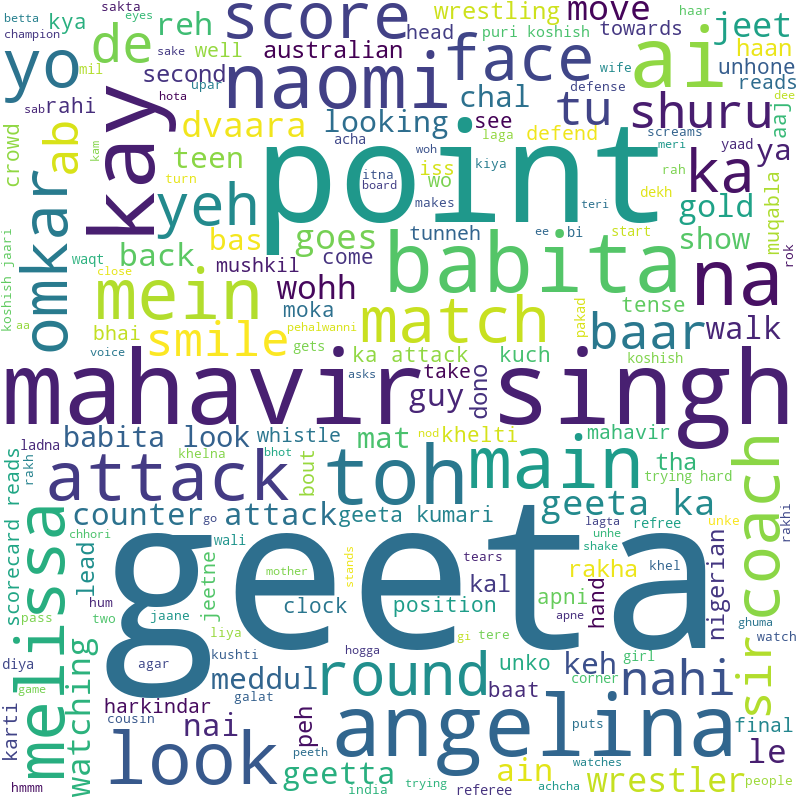 betta sakta eyes kya reh score wrestling move jeet haar
champion de head towards puri koshish
yo sake well australian naomi face ai unhone haan
mil second chal reads
upar hota sab rahi dvaara looking tu shuru dee
crowd ab kay acha see defense wife screams aaj
kam teen laga defend meri yaad ya
turn woh kiya iss ka
itna board wo rah
omkar yeh point makes teri dekh gold muqabla
goes tunneh ee bi start
koshish jaari waqt back bas babita show rok
close mushkil come na
aa mein wohh moka match tense
bhai smile pehalwanni gets pakad baar walk
voice ka attack kuch koshish
mahavir singh
asks guy take dono
ladna babita look whistle mat khelti mahavir
nod tha trying hard
rakh attack khelna bhot toh main coach
scorecard reads bout
counter attack geeta kumari geeta ka
chhori go refree unke rakhi
melissa wali lagta unhe shake
lead jeetne geeta tears rakha nigerian
pass mother kal khel
hum two clock stands position apni hand
jaane apne ghuma
liya gi tere sir watch
diya agar kushti hogga unko keh girl
game watching meddul round corner nahi
karti harkindar galat baat
cousin nai peh angelina puts final
hmmm look peeth ain watches le
geetta india trying referee achcha wrestler people